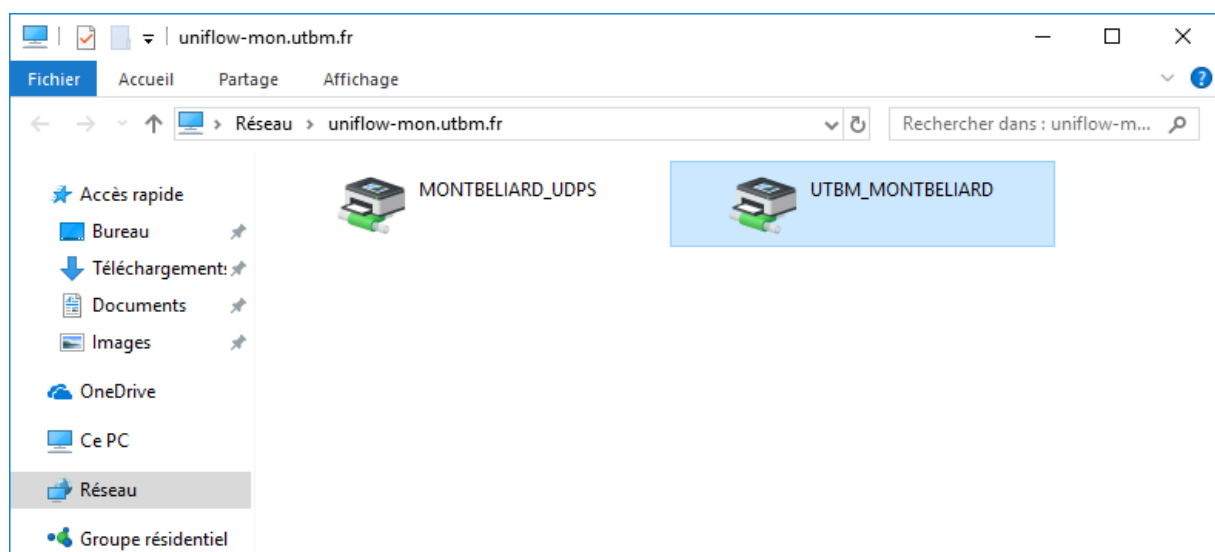 uniflow-mon.utbm.fr
Fichier Accueil Partage Affichage
Réseau > uniflow-mon.utbm.fr Rechercher dans : uniflow-m...
Accès rapide
Bureau
Téléchargement:
Documents
Images
OneDrive
Ce PC
Réseau
Groupe résidentiel
MONTBELIARD_UDPS UTBM_MONTBELIARD